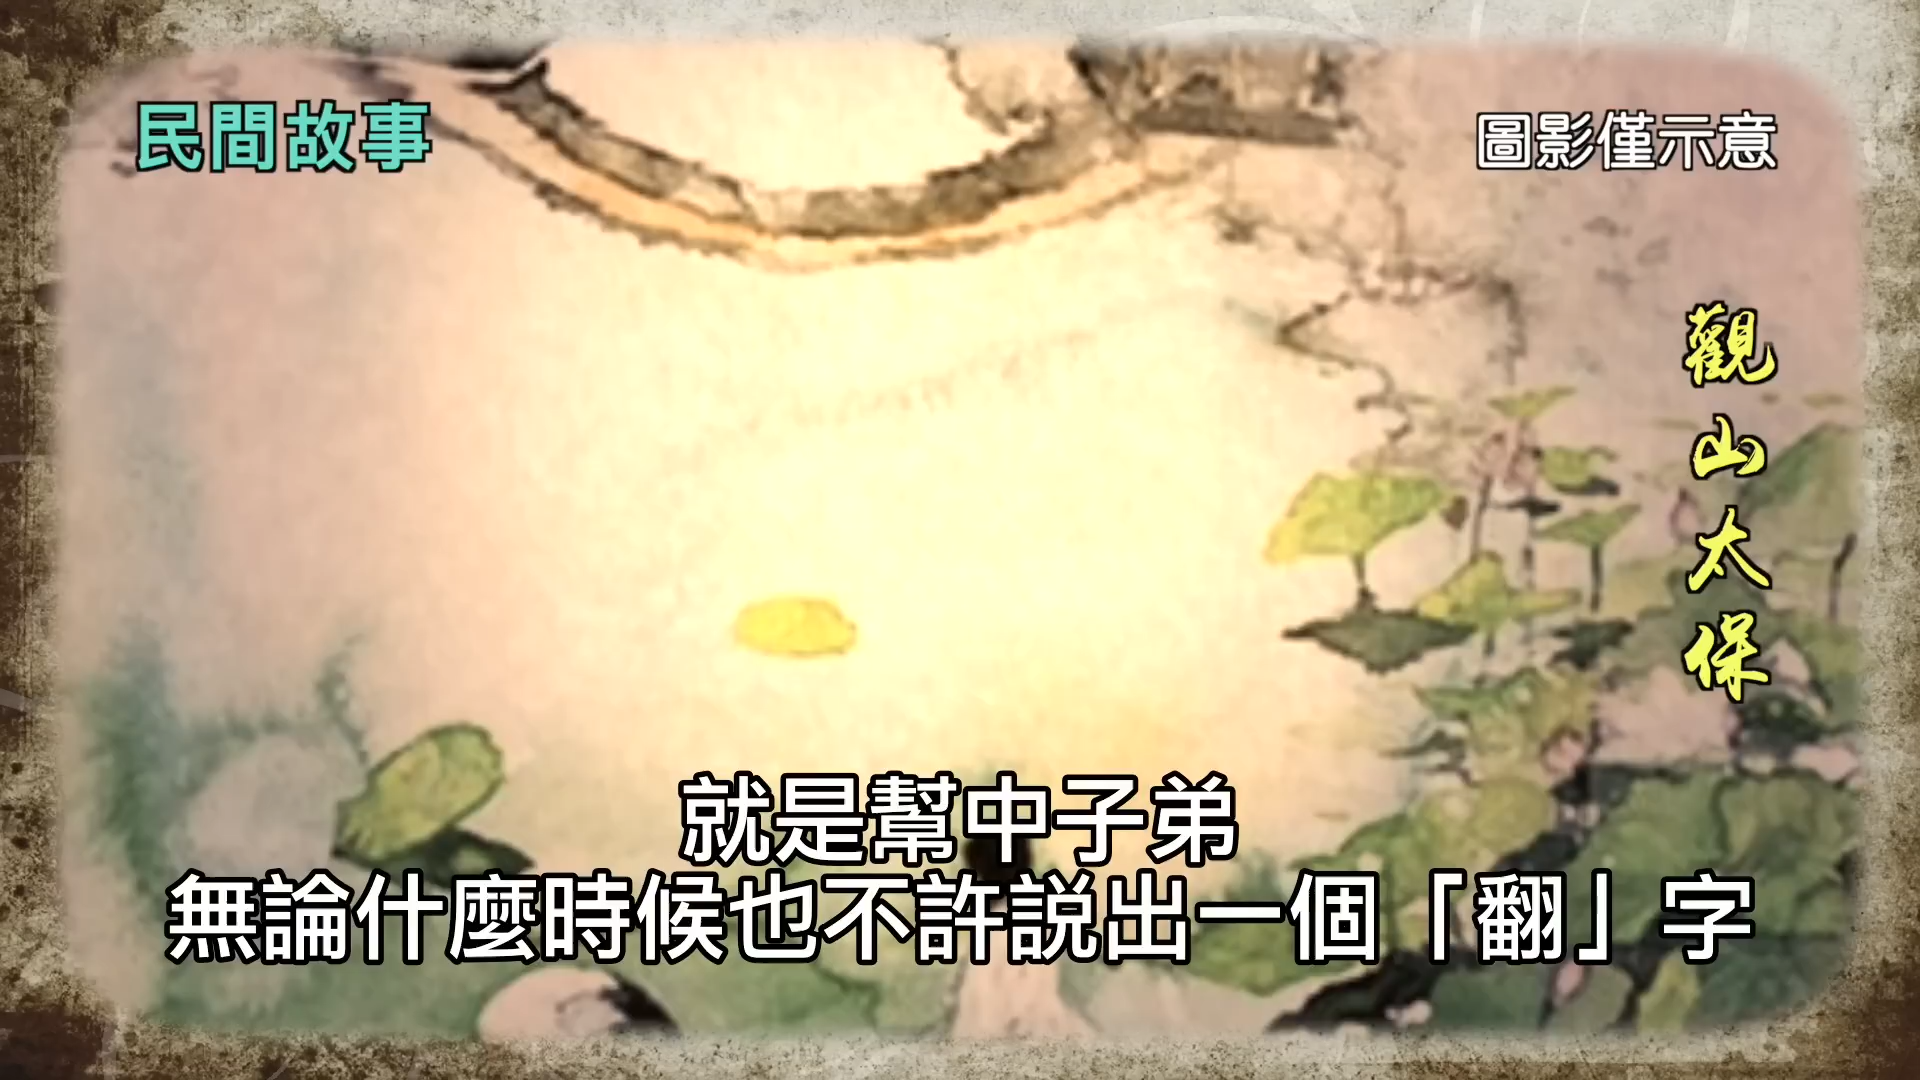 民間故事
圖影僅示意
觀山太保
就是幫中子弟
無論什麼時候也不許説出一個「翻」字